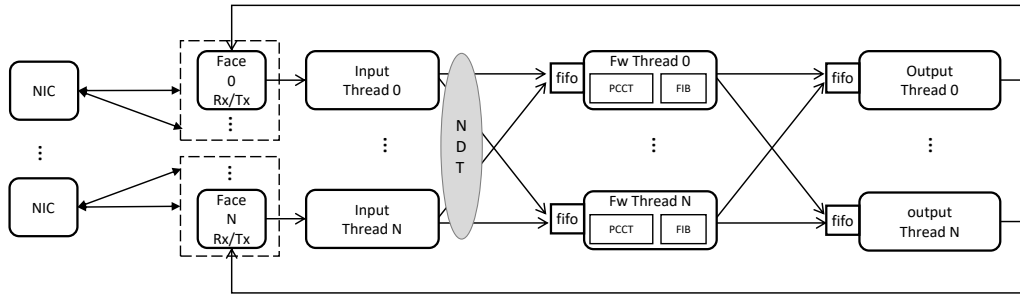 NIC
⋮
NIC
Face
0
Rx/Tx
⋮
⋮
Face
N
Rx/Tx
Input
Thread 0
⋮
Input
Thread N
N
D
T
fifo
Fw Thread 0
PCCT
FIB
⋮
fifo
Fw Thread N
PCCT
FIB
fifo
Output
Thread 0
⋮
fifo
output
Thread N